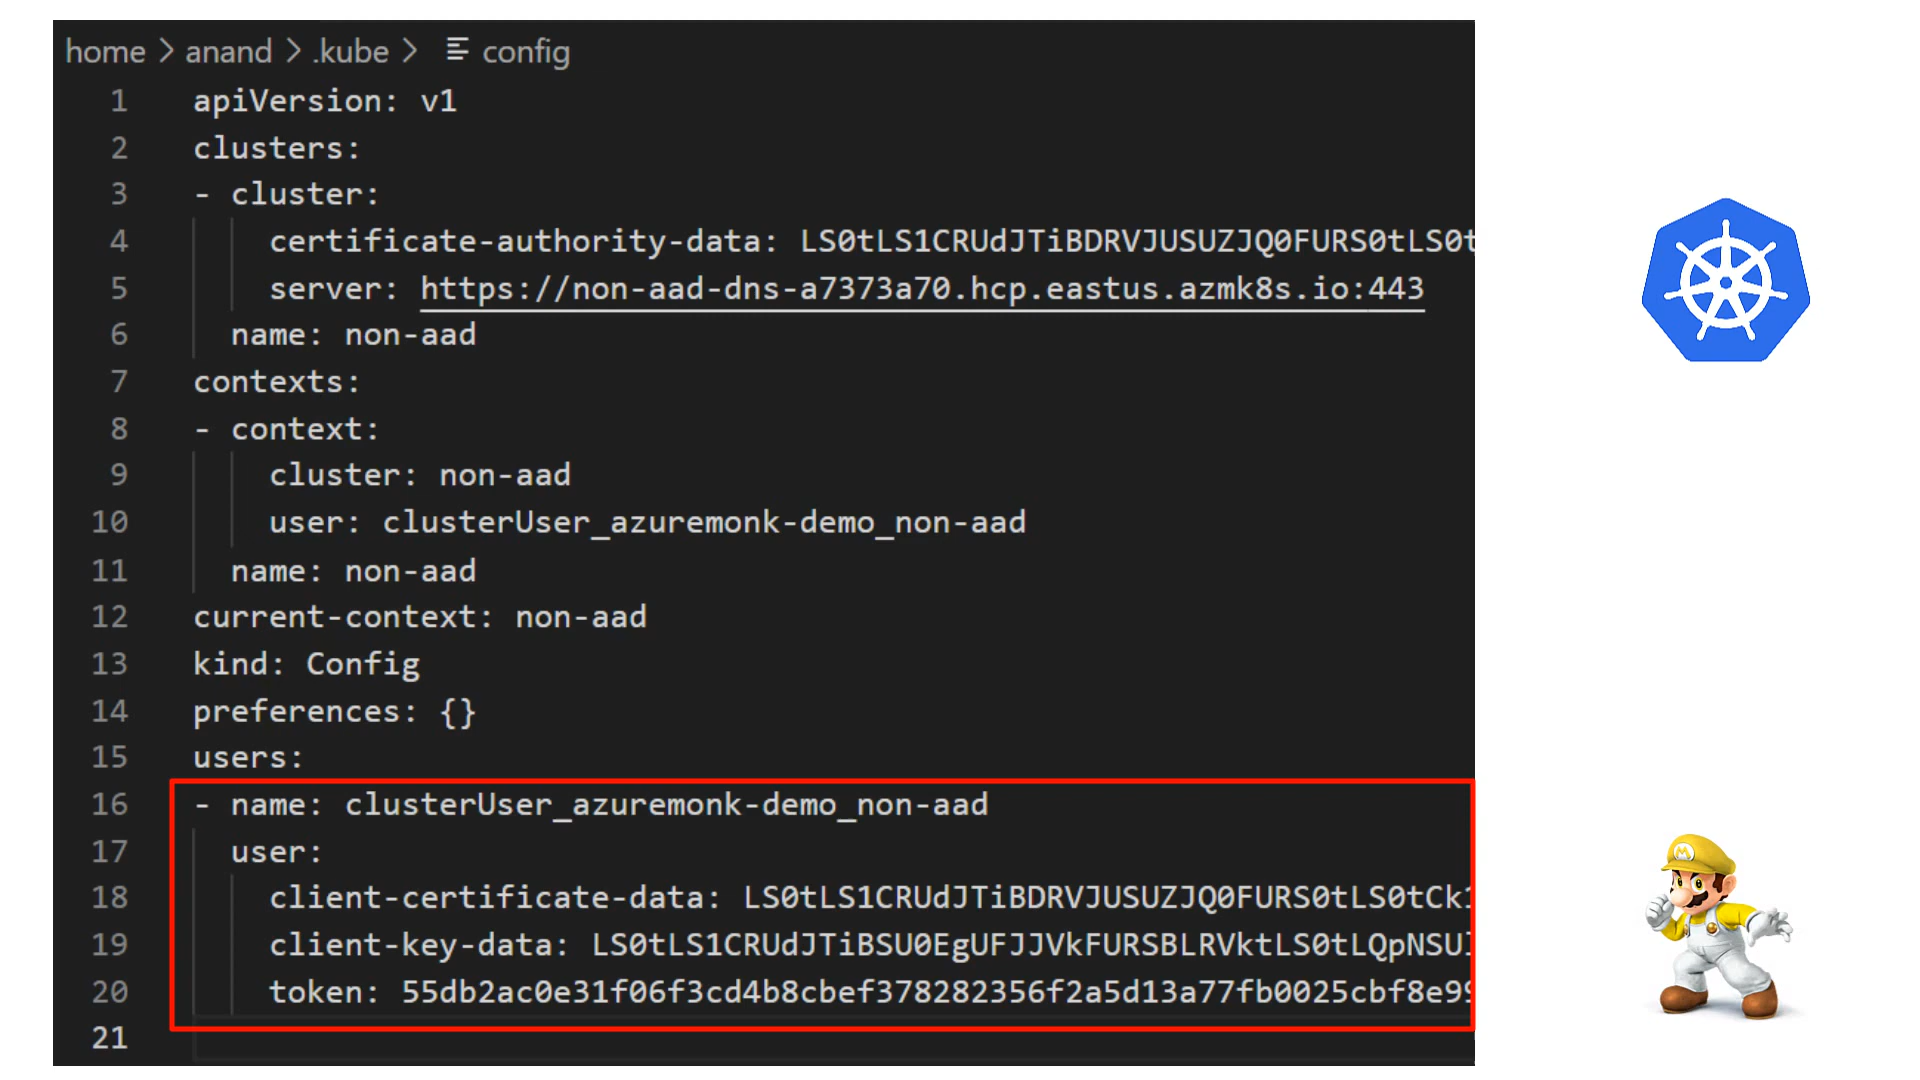 home > anand > .kube > config
1 apiVersion: v1
2 clusters:
3 - cluster:
4 certificate-authority-data: LS0tLS1CRUdJTiBDRVJUSUZJQ0FURS0tLS0t
5 server: https://non-aad-dns-a7373a70.hcp.eastus.azmk8s.io:443
6 name: non-aad
7 contexts:
8 - context:
9 cluster: non-aad
10 user: clusterUser_azuremonk-demo_non-aad
11 name: non-aad
12 current-context: non-aad
13 kind: Config
14 preferences: {}
15 users:
16 - name: clusterUser_azuremonk-demo_non-aad
17 user:
18 client-certificate-data: LS0tLS1CRUdJTiBDRVJUSUZJQ0FURS0tLS0tCk1
19 client-key-data: LS0tLS1CRUdJTiBSU0EgUFJJVkFURSBLRVktLS0tLQpNSUl
20 token: 55db2ac0e31f06f3cd4b8cbef378282356f2a5d13a77fb0025cbf8e99
21
M